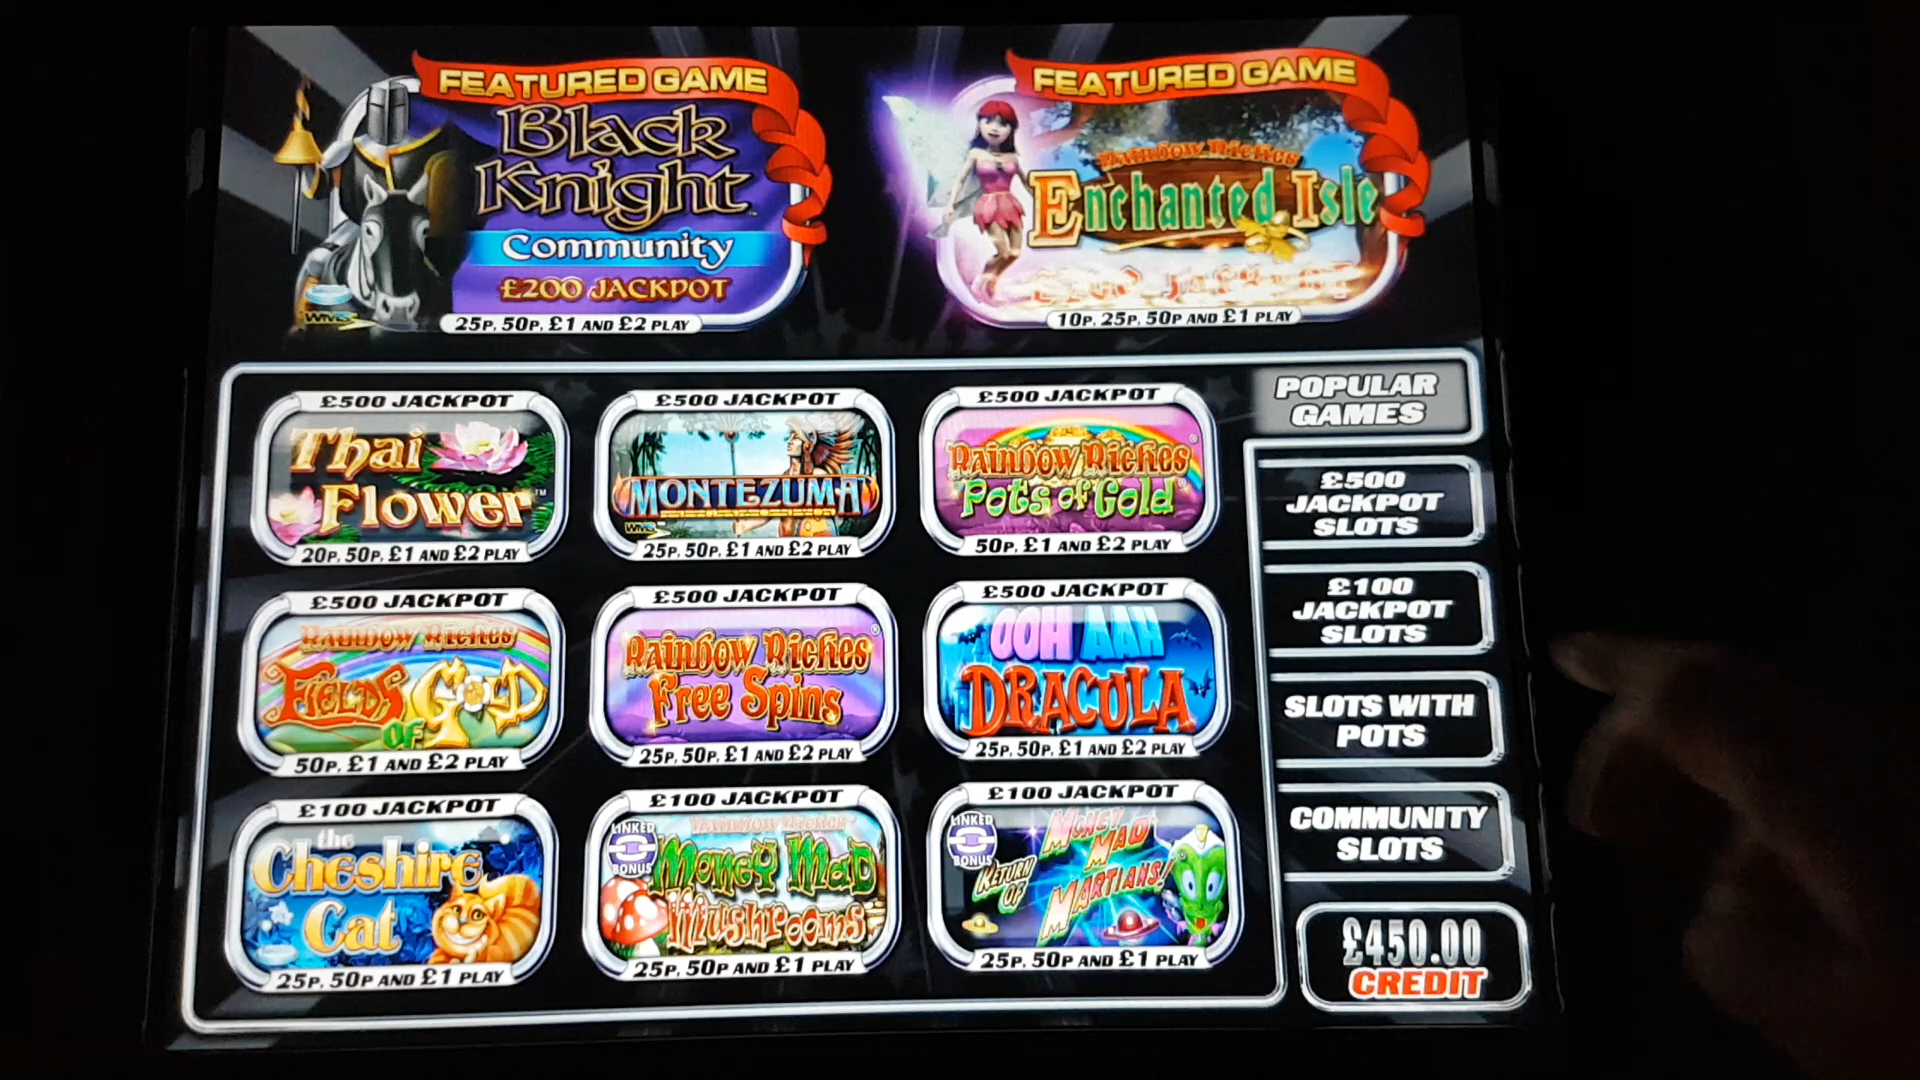 FEATURED GAME
Black
Knight
Community
£200 JACKPOT
WMS
25P, 50P, £1 AND £2 PLAY
FEATURED GAME
Rainbow Riches
Enchanted Isle
10P, 25P, 50P AND £1 PLAY
£500 JACKPOT
Thai
Flower™
20P, 50P, £1 AND £2 PLAY
£500 JACKPOT
MONTEZUMA
WMS
25P, 50P, £1 AND £2 PLAY
£500 JACKPOT
Rainbow Riches®
Pots of Gold®
50P, £1 AND £2 PLAY
£500 JACKPOT
Rainbow Riches
FIELDS
OF GOLD
50P, £1 AND £2 PLAY
£500 JACKPOT
Rainbow Riches®
Free Spins
25P, 50P, £1 AND £2 PLAY
£500 JACKPOT
OOH AAH
DRACULA
25P, 50P, £1 AND £2 PLAY
£100 JACKPOT
the
Cheshire
Cat
25P, 50P AND £1 PLAY
£100 JACKPOT
LINKED
BONUS
Rainbow Riches
Money Mad
Mushrooms
25P, 50P AND £1 PLAY
£100 JACKPOT
LINKED
BONUS
RETURN
OF
MONEY
MAD
MARTIANS!
25P, 50P AND £1 PLAY
POPULAR
GAMES
£500
JACKPOT
SLOTS
£100
JACKPOT
SLOTS
SLOTS WITH
POTS
COMMUNITY
SLOTS
£450.00
CREDIT